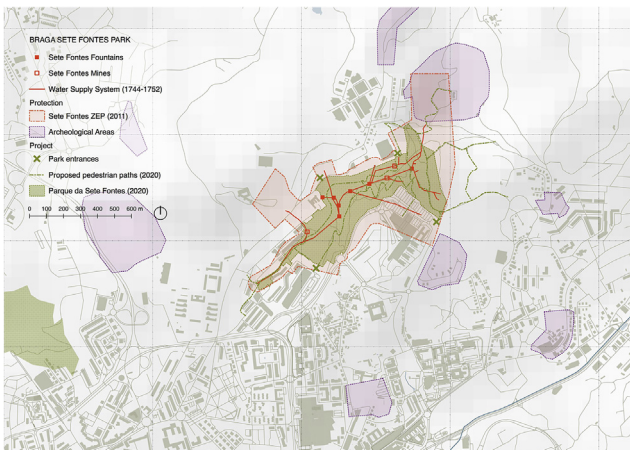 BRAGA SETE FONTES PARK
Sete Fontes Fountains
Sete Fontes Mines
Water Supply System (1744-1752)
Protection
Sete Fontes ZEP (2011)
Archeological Areas
Project
Park entrances
Proposed pedestrian paths (2020)
Parque da Sete Fontes (2020)
0 100 200 300 400 600 m